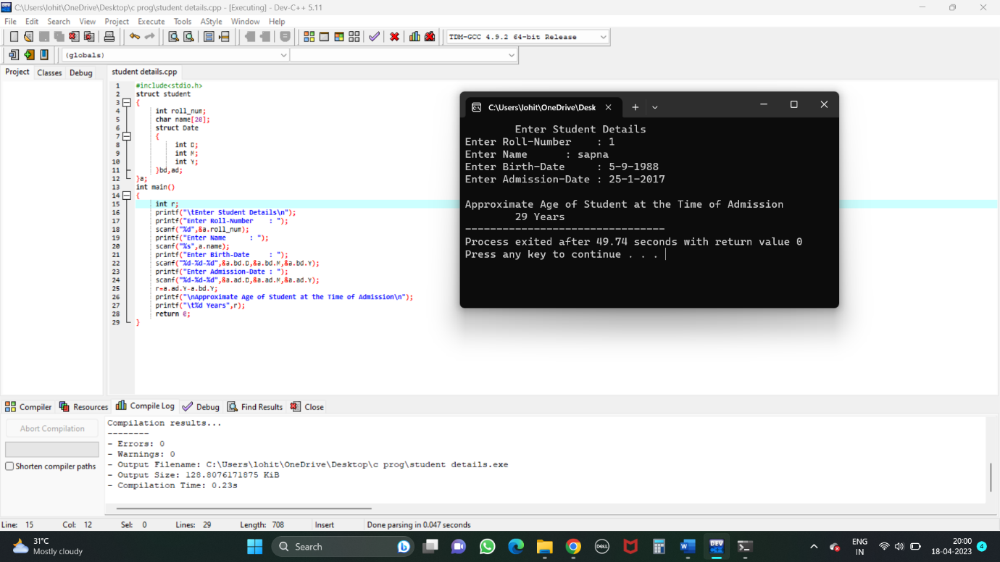 C:\Users\lohit\OneDrive\Desktop\c prog\student details.cpp - [Executing] - Dev-C++ 5.11
File Edit Search View Project Execute Tools AStyle Window Help
TDM-GCC 4.9.2 64-bit Release
(globals)
Project Classes Debug
student details.cpp
1 #include<stdio.h>
2 struct student
3 {
4 int roll_num;
5 char name[20];
6 struct Date
7 {
8 int D;
9 int M;
10 int Y;
11 }bd,ad;
12 }a;
13 int main()
14 {
15 int r;
16 printf("\tEnter Student Details\n");
17 printf("Enter Roll-Number    : ");
18 scanf("%d",&a.roll_num);
19 printf("Enter Name      : ");
20 scanf("%s",a.name);
21 printf("Enter Birth-Date     : ");
22 scanf("%d-%d-%d",&a.bd.D,&a.bd.M,&a.bd.Y);
23 printf("Enter Admission-Date : ");
24 scanf("%d-%d-%d",&a.ad.D,&a.ad.M,&a.ad.Y);
25 r=a.ad.Y-a.bd.Y;
26 printf("\nApproximate Age of Student at the Time of Admission\n");
27 printf("\t%d Years",r);
28 return 0;
29 }
C:\Users\lohit\OneDrive\Desk
Enter Student Details
Enter Roll-Number    : 1
Enter Name      : sapna
Enter Birth-Date     : 5-9-1988
Enter Admission-Date : 25-1-2017
Approximate Age of Student at the Time of Admission
29 Years
--------------------------------
Process exited after 49.74 seconds with return value 0
Press any key to continue . . .
Compiler Resources Compile Log Debug Find Results Close
Abort Compilation
Shorten compiler paths
Compilation results...
--------
- Errors: 0
- Warnings: 0
- Output Filename: C:\Users\lohit\OneDrive\Desktop\c prog\student details.exe
- Output Size: 128.8076171875 KiB
- Compilation Time: 0.23s
Line: 15 Col: 12 Sel: 0 Lines: 29 Length: 708 Insert Done parsing in 0.047 seconds
31°C
Mostly cloudy
Search
DELL
DEV
ENG
IN
20:00
18-04-2023
4